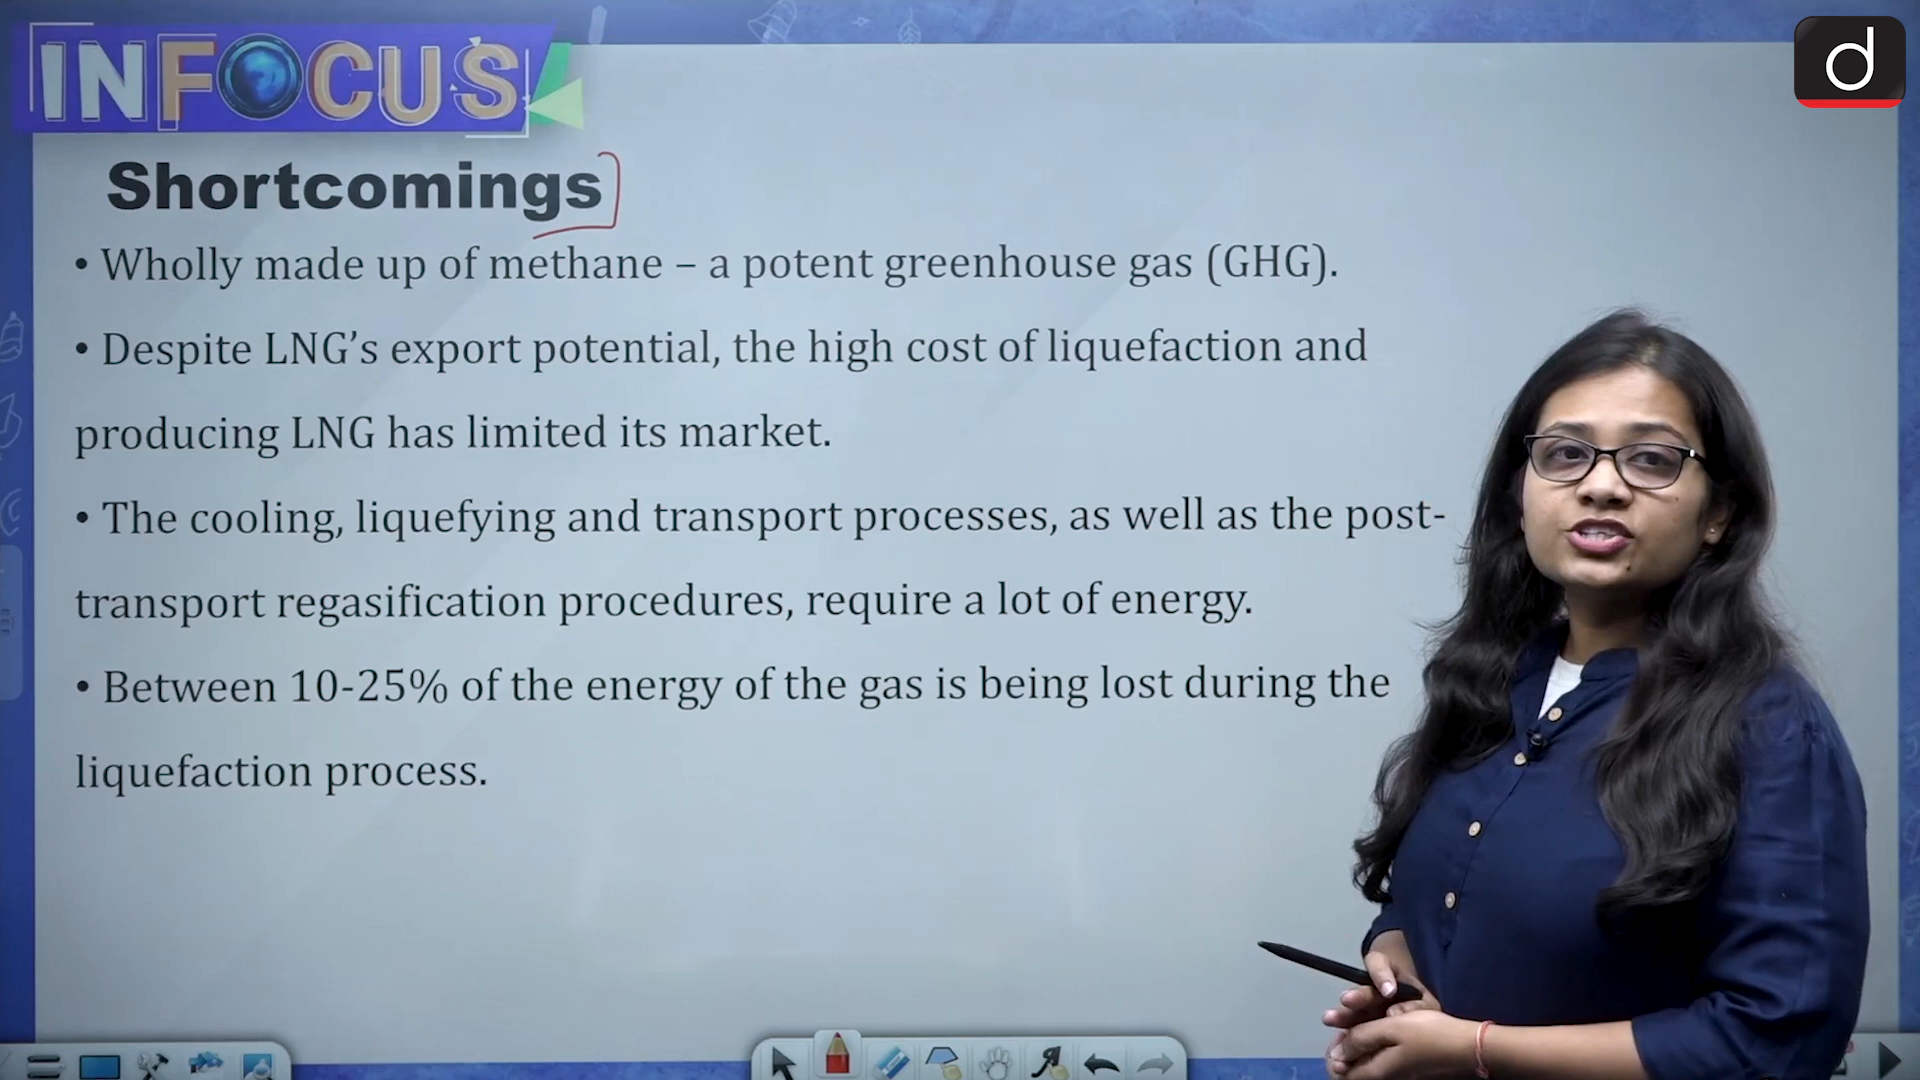 INFOCUS
d
Shortcomings
• Wholly made up of methane – a potent greenhouse gas (GHG).
• Despite LNG’s export potential, the high cost of liquefaction and
producing LNG has limited its market.
• The cooling, liquefying and transport processes, as well as the post-
transport regasification procedures, require a lot of energy.
• Between 10-25% of the energy of the gas is being lost during the
liquefaction process.